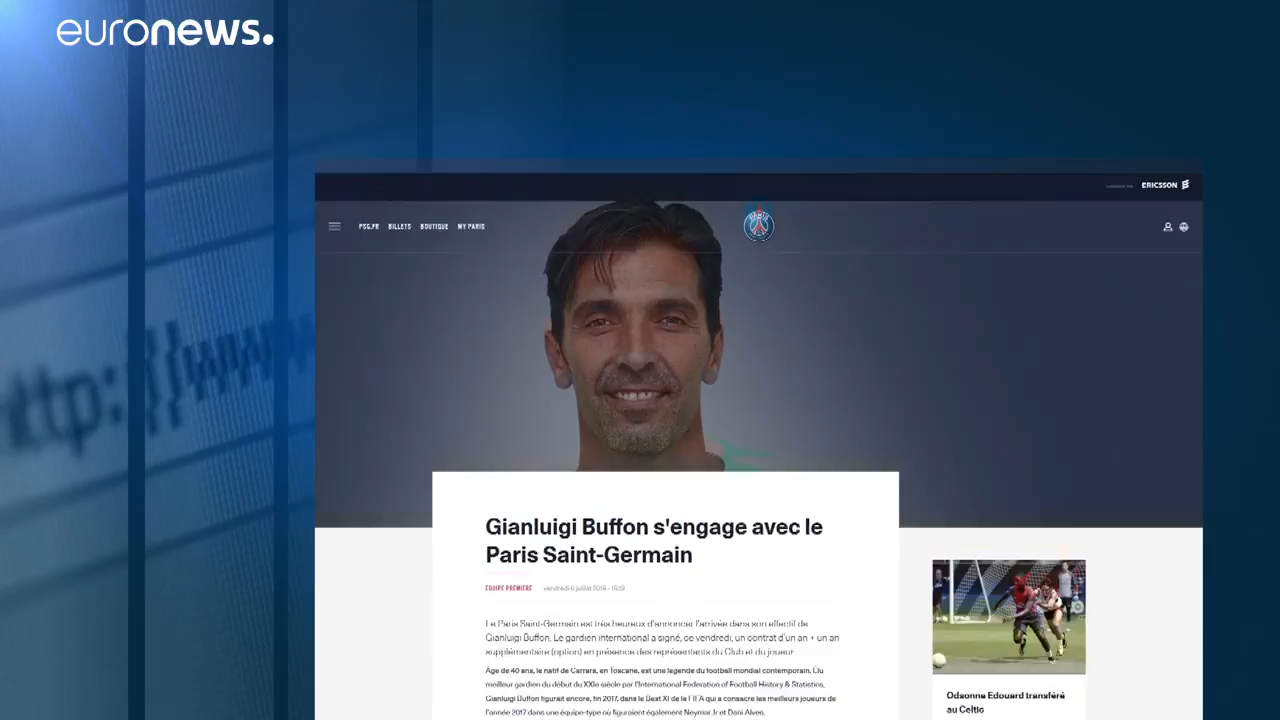 euronews.
ERICSSON
PSG.FR BILLETS BOUTIQUE MY PARIS
PARIS
http://www
Gianluigi Buffon s'engage avec le
Paris Saint-Germain
EQUIPE PREMIÈRE vendredi 6 juillet 2018
Le Paris Saint-Germain est très heureux d'annoncer l'arrivée dans son effectif de
Gianluigi Buffon. Le gardien international a signé, ce vendredi, un contrat d'un an + un an
supplémentaire (option) en présence des représentants du Club et du joueur.
Âge de 40 ans, le natif de Carrara, en Toscane, est une légende du football mondial contemporain. Élu
meilleur gardien du début du XXIe siècle par l'International Federation of Football History & Statistics,
Gianluigi Buffon figurait encore, fin 2017, dans le Best XI de la FIFA qui a consacré les meilleurs joueurs de
l'année 2017 dans une équipe-type où figuraient également Neymar Jr et Dani Alves.
Odsonne Edouard transféré
au Celtic